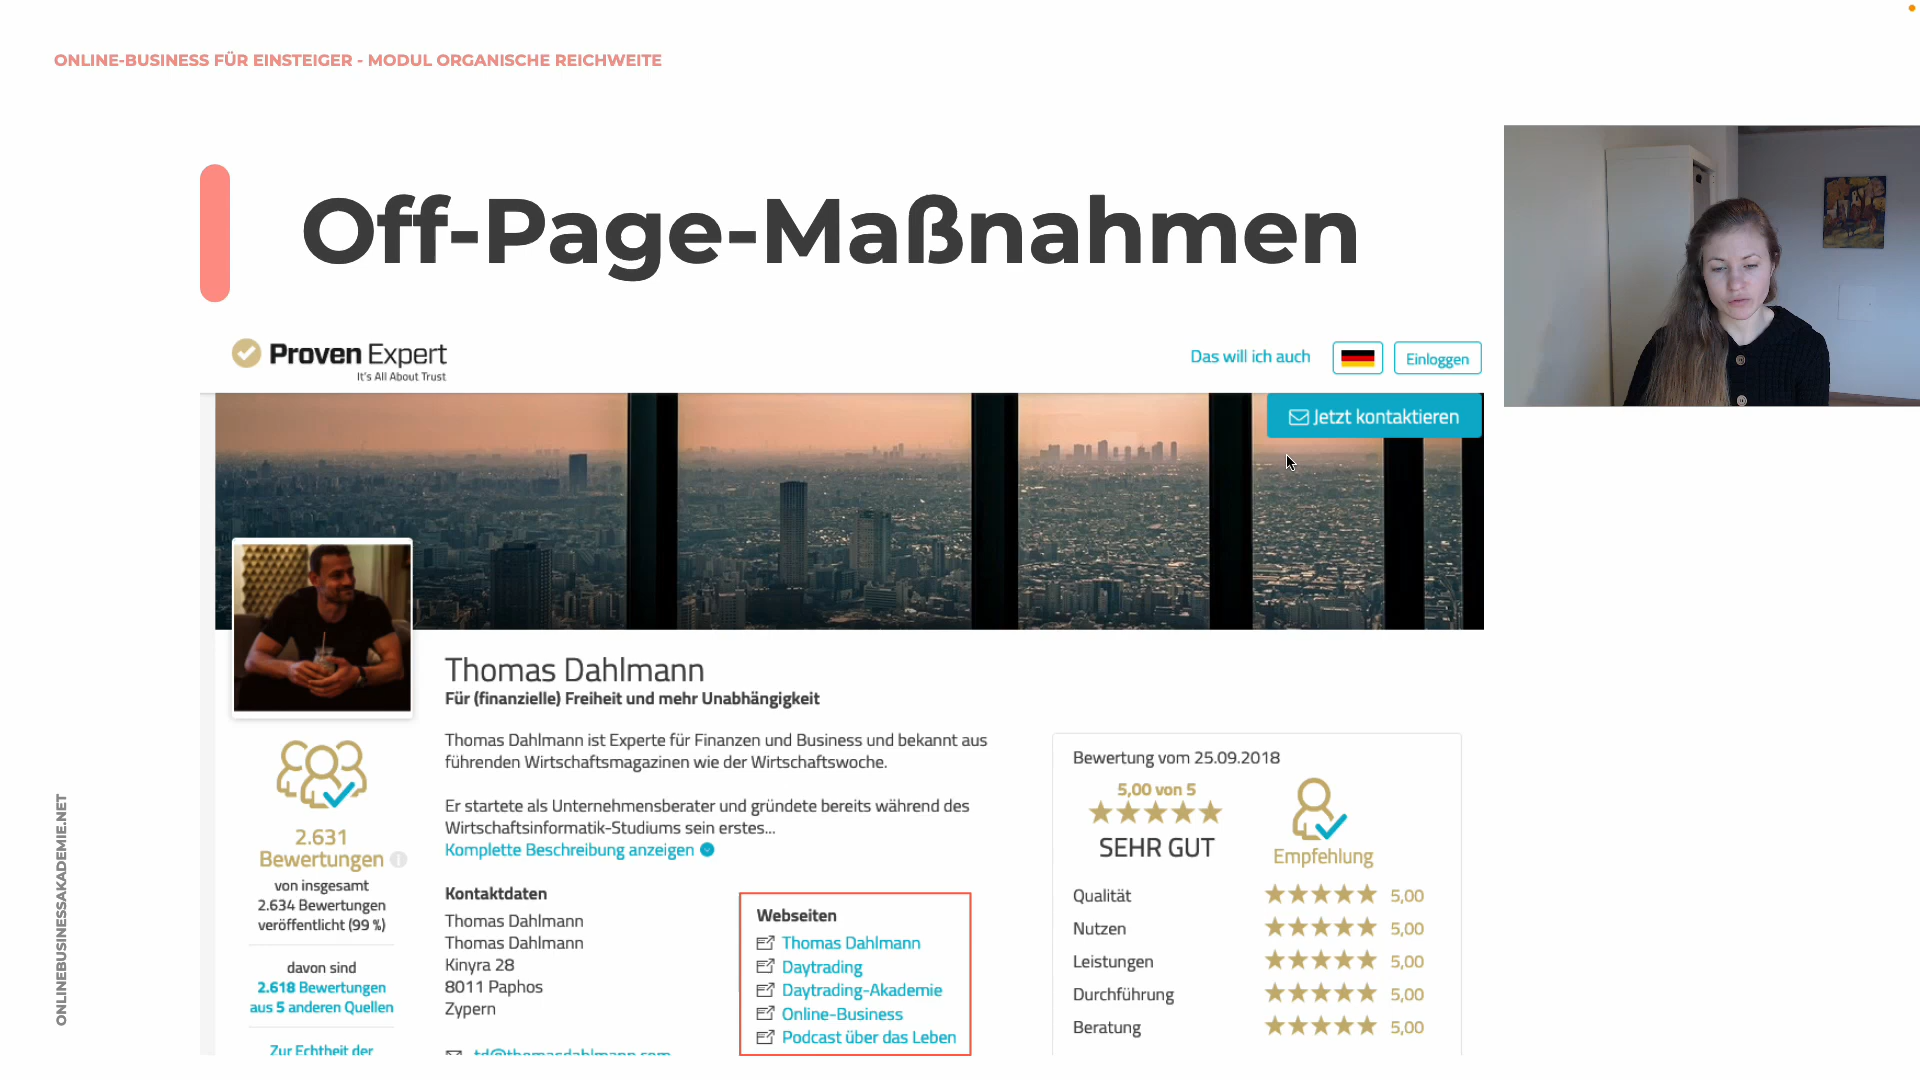 ONLINE-BUSINESS FÜR EINSTEIGER - MODUL ORGANISCHE REICHWEITE
Off-Page-Maßnahmen
Proven Expert
It's All About Trust
Das will ich auch
Einloggen
Jetzt kontaktieren
Thomas Dahlmann
Für (finanzielle) Freiheit und mehr Unabhängigkeit
Thomas Dahlmann ist Experte für Finanzen und Business und bekannt aus
führenden Wirtschaftsmagazinen wie der Wirtschaftswoche.
Er startete als Unternehmensberater und gründete bereits während des
Wirtschaftsinformatik-Studiums sein erstes...
Komplette Beschreibung anzeigen
2.631
Bewertungen
von insgesamt
2.634 Bewertungen
veröffentlicht (99 %)
davon sind
2.618 Bewertungen
aus 5 anderen Quellen
Zur Echtheit der
Kontaktdaten
Thomas Dahlmann
Thomas Dahlmann
Kinyra 28
8011 Paphos
Zypern
td@thomasdahlmann.com
Webseiten
Thomas Dahlmann
Daytrading
Daytrading-Akademie
Online-Business
Podcast über das Leben
Bewertung vom 25.09.2018
5,00 von 5
SEHR GUT
Empfehlung
Qualität 5,00
Nutzen 5,00
Leistungen 5,00
Durchführung 5,00
Beratung 5,00
ONLINEBUSINESSAKADEMIE.NET